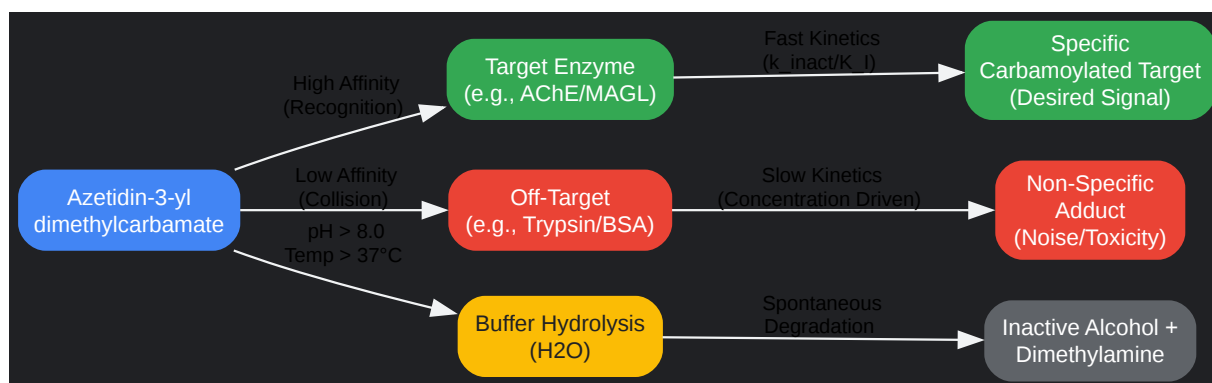 Azetidin-3-yl
dimethylcarbamate
High Affinity
(Recognition)
Target Enzyme
(e.g., AChE/MAGL)
Fast Kinetics
(k_inact/K_I)
Specific
Carbamoylated Target
(Desired Signal)
Low Affinity
(Collision)
Off-Target
(e.g., Trypsin/BSA)
Slow Kinetics
(Concentration Driven)
Non-Specific
Adduct
(Noise/Toxicity)
pH > 8.0
Temp > 37°C
Buffer Hydrolysis
(H2O)
Spontaneous
Degradation
Inactive Alcohol +
Dimethylamine